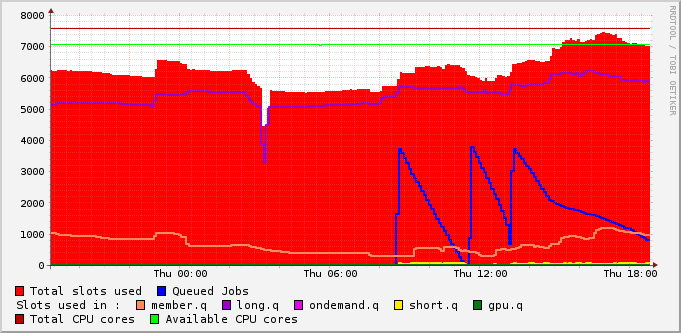 8000
7000
6000
5000
4000
3000
2000
1000
0
Thu 00:00 Thu 06:00 Thu 12:00 Thu 18:00
RRDTOOL / TOBI OETIKER
Total slots used Queued Jobs
Slots used in : member.q long.q ondemand.q short.q gpu.q
Total CPU cores Available CPU cores